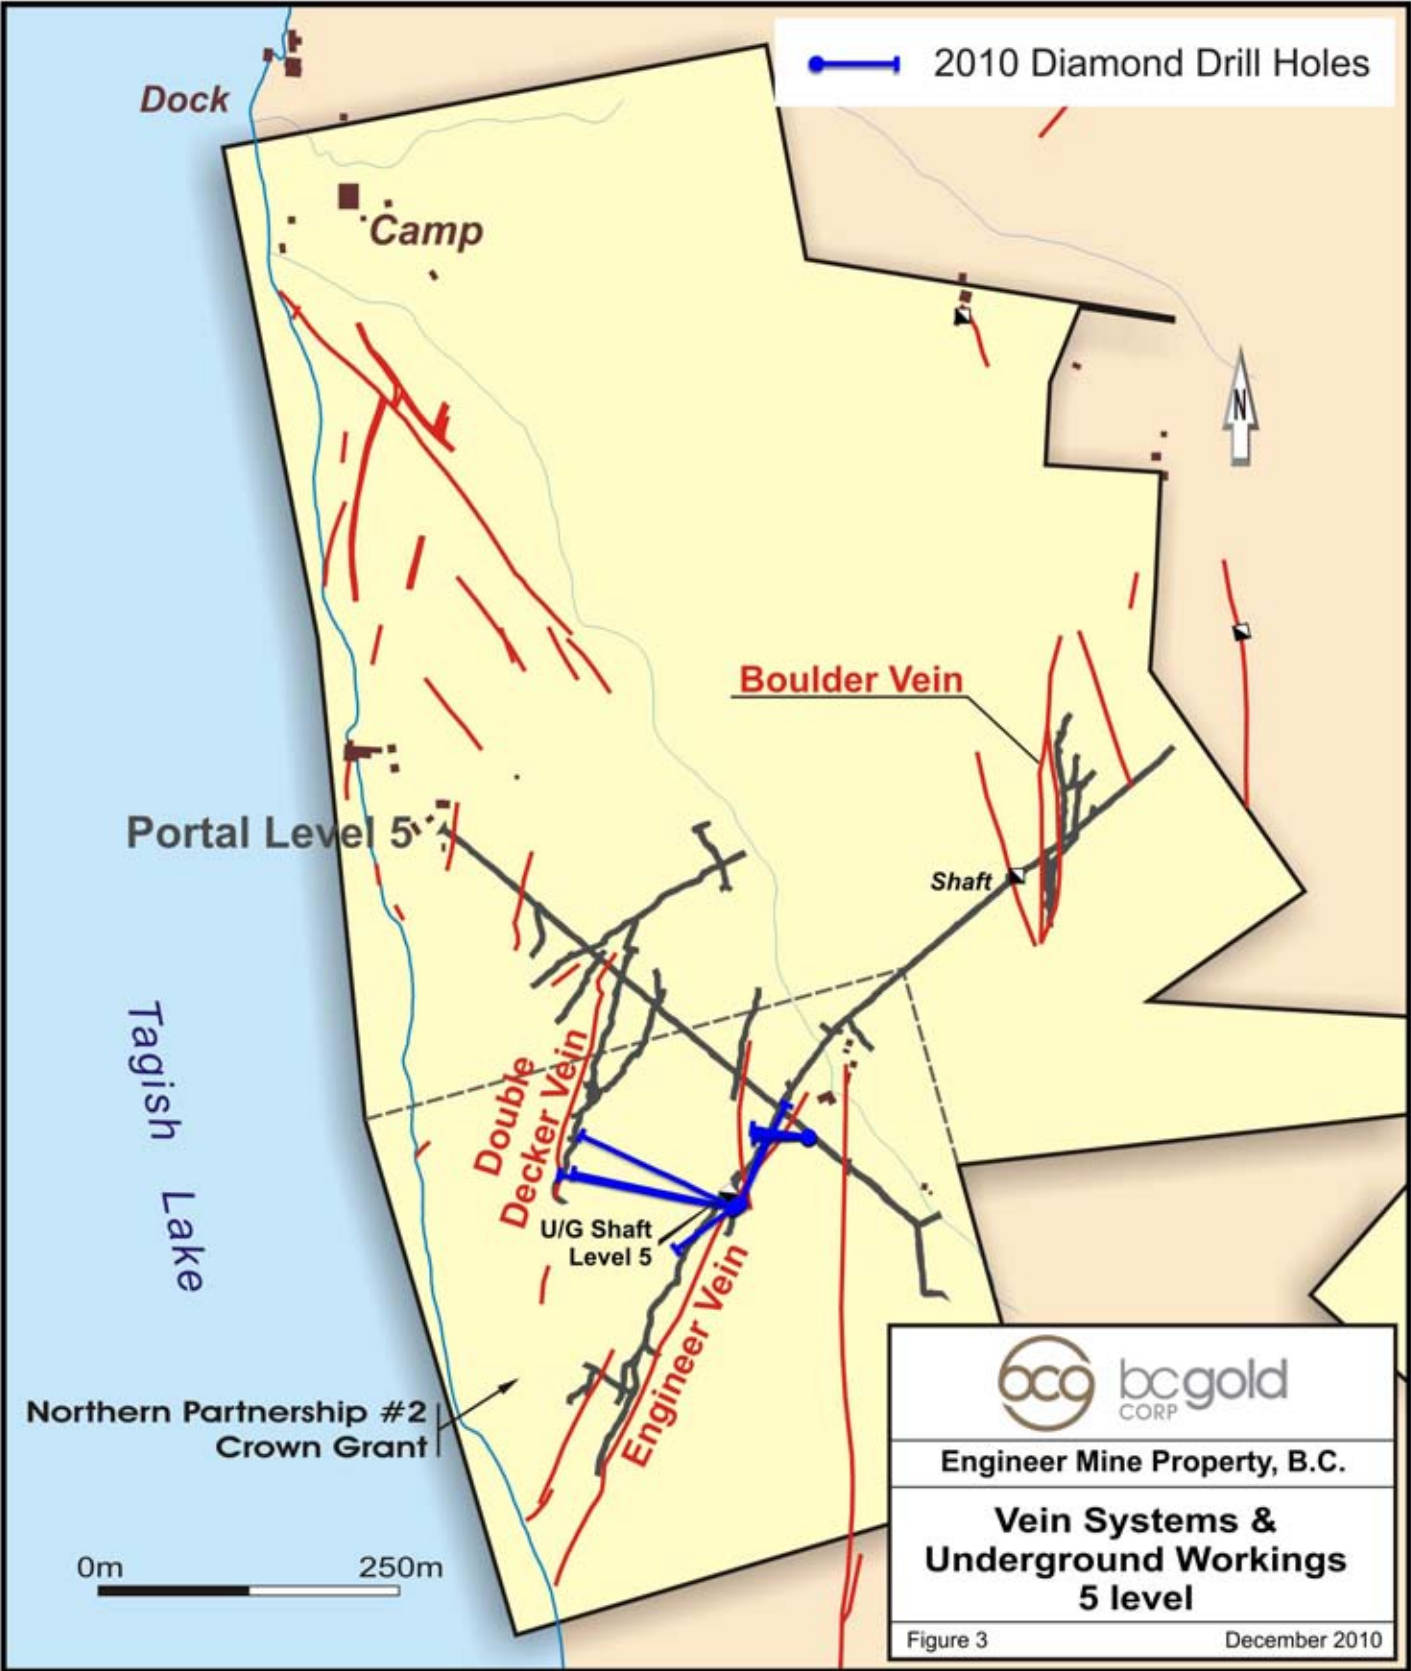 2010 Diamond Drill Holes
Dock
Camp
N
Boulder Vein
Portal Level 5
Shaft
Tagish Lake
Double
Decker Vein
U/G Shaft
Level 5
Engineer Vein
Northern Partnership #2
Crown Grant
0m 250m
bcg bcgold
CORP
Engineer Mine Property, B.C.
Vein Systems &
Underground Workings
5 level
Figure 3 December 2010